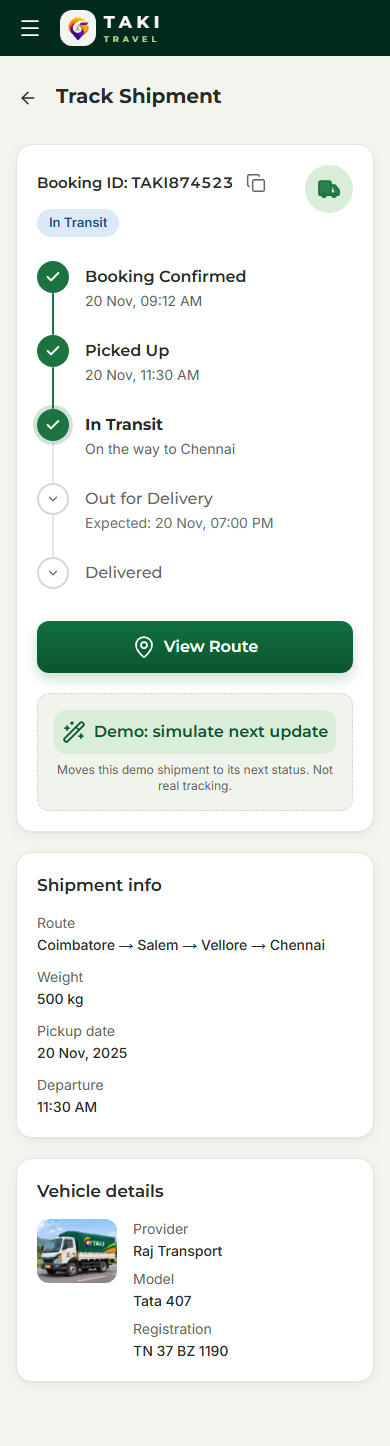 TAKI
TRAVEL
Track Shipment
Booking ID: TAKI874523
In Transit
Booking Confirmed
20 Nov, 09:12 AM
Picked Up
20 Nov, 11:30 AM
In Transit
On the way to Chennai
Out for Delivery
Expected: 20 Nov, 07:00 PM
Delivered
View Route
Demo: simulate next update
Moves this demo shipment to its next status. Not
real tracking.
Shipment info
Route
Coimbatore → Salem → Vellore → Chennai
Weight
500 kg
Pickup date
20 Nov, 2025
Departure
11:30 AM
Vehicle details
TAKI
Provider
Raj Transport
Model
Tata 407
Registration
TN 37 BZ 1190